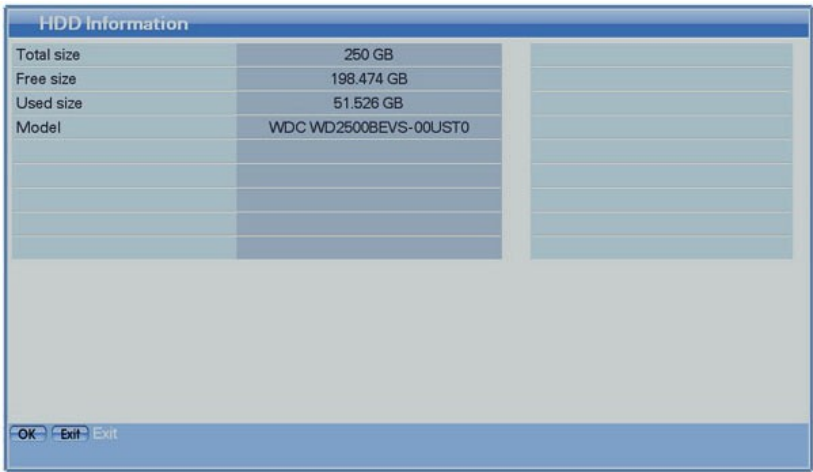 HDD Information
Total size 250 GB
Free size 198.474 GB
Used size 51.526 GB
Model WDC WD2500BEVS-00UST0
OK Exit Exit